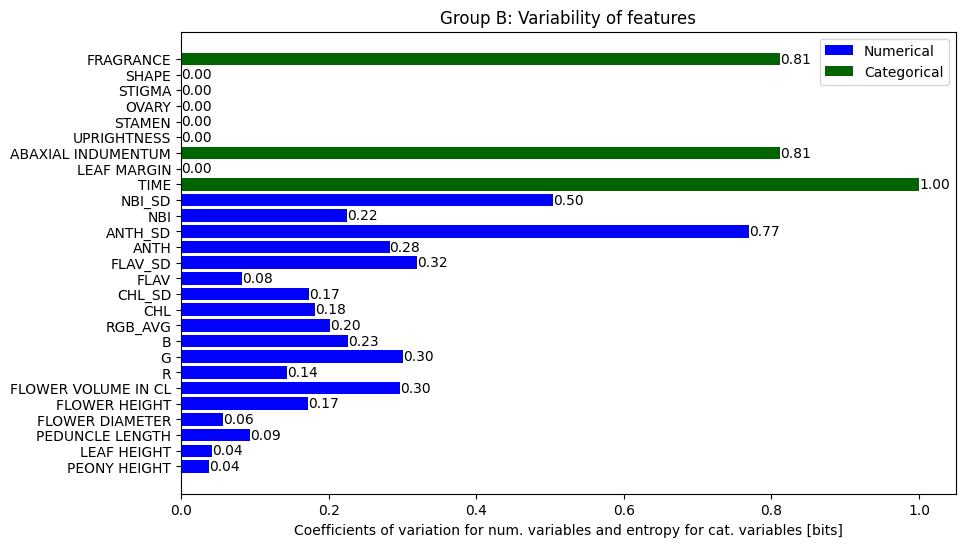 Group B: Variability of features
Numerical
Categorical
FRAGRANCE 0.81
SHAPE 0.00
STIGMA 0.00
OVARY 0.00
STAMEN 0.00
UPRIGHTNESS 0.00
ABAXIAL INDUMENTUM 0.81
LEAF MARGIN 0.00
TIME 1.00
NBI_SD 0.50
NBI 0.22
ANTH_SD 0.77
ANTH 0.28
FLAV_SD 0.32
FLAV 0.08
CHL_SD 0.17
CHL 0.18
RGB_AVG 0.20
B 0.23
G 0.30
R 0.14
FLOWER VOLUME IN CL 0.30
FLOWER HEIGHT 0.17
FLOWER DIAMETER 0.06
PEDUNCLE LENGTH 0.09
LEAF HEIGHT 0.04
PEONY HEIGHT 0.04
0.0 0.2 0.4 0.6 0.8 1.0
Coefficients of variation for num. variables and entropy for cat. variables [bits]